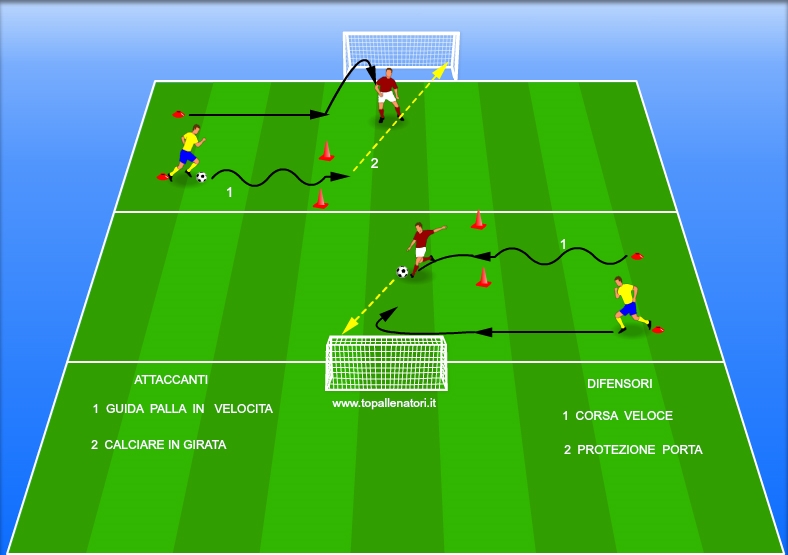 2
1
1
ATTACCANTI
1 GUIDA PALLA IN VELOCITA
2 CALCIARE IN GIRATA
www.topallenatori.it
DIFENSORI
1 CORSA VELOCE
2 PROTEZIONE PORTA